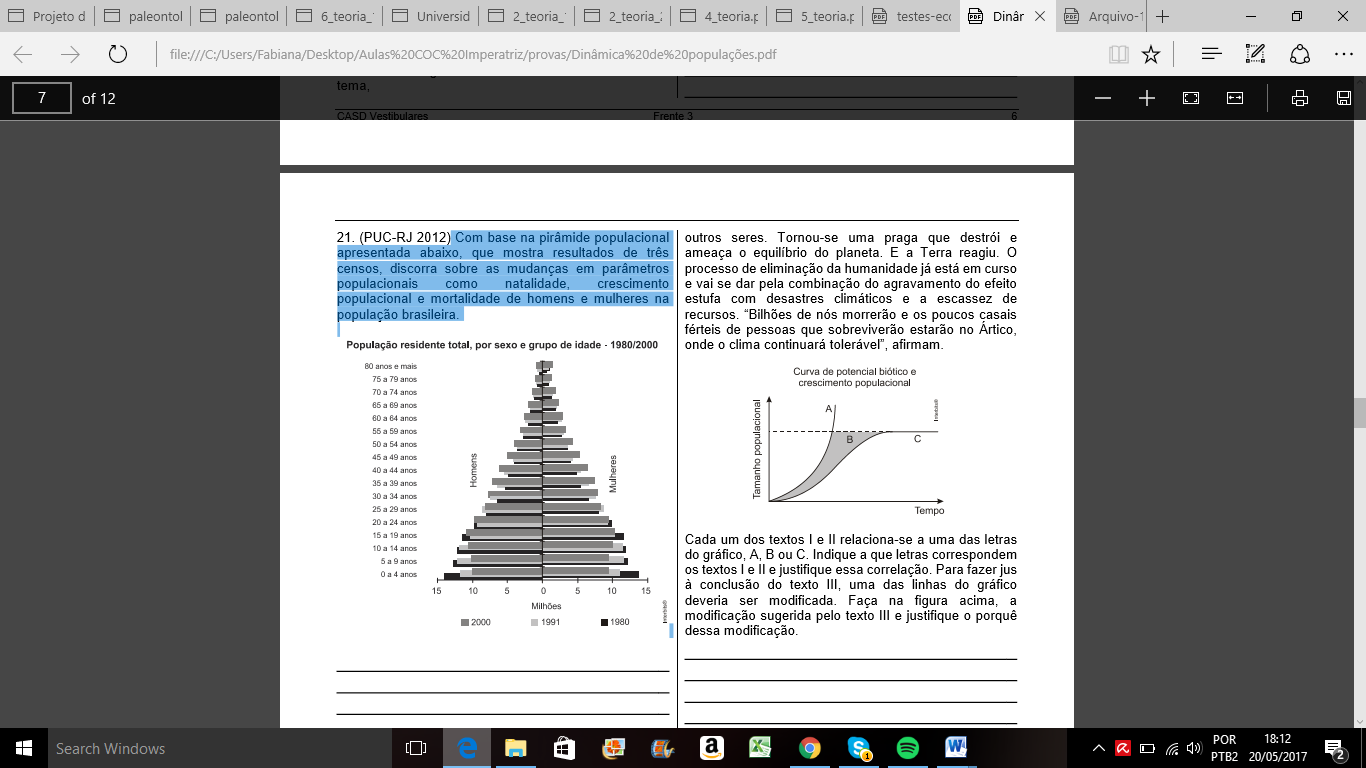 Projeto d
paleontol
paleontol
6_teoria_
Universid
2_teoria_
2_teoria_2
4_teoria.p
5_teoria.p
testes-eco
Dinâr
Arquivo-1
file:///C:/Users/Fabiana/Desktop/Aulas%20COC%20Imperatriz/provas/Dinâmica%20de%20populações.pdf
7 of 12
tema,
CASD Vestibulares Frente 3 6
21. (PUC-RJ 2012) Com base na pirâmide populacional
apresentada abaixo, que mostra resultados de três
censos, discorra sobre as mudanças em parâmetros
populacionais como natalidade, crescimento
populacional e mortalidade de homens e mulheres na
população brasileira.
População residente total, por sexo e grupo de idade - 1980/2000
80 anos e mais
75 a 79 anos
70 a 74 anos
65 a 69 anos
60 a 64 anos
55 a 59 anos
50 a 54 anos
45 a 49 anos
40 a 44 anos
35 a 39 anos
30 a 34 anos
25 a 29 anos
20 a 24 anos
15 a 19 anos
10 a 14 anos
5 a 9 anos
0 a 4 anos
Homens
Mulheres
15 10 5 0 5 10 15
Milhões
2000 1991 1980
Interbits®
outros seres. Tornou-se uma praga que destrói e
ameaça o equilíbrio do planeta. E a Terra reagiu. O
processo de eliminação da humanidade já está em curso
e vai se dar pela combinação do agravamento do efeito
estufa com desastres climáticos e a escassez de
recursos. “Bilhões de nós morrerão e os poucos casais
férteis de pessoas que sobreviverão estarão no Ártico,
onde o clima continuará tolerável”, afirmam.
Curva de potencial biótico e
crescimento populacional
Tamanho populacional
A
B
C
Interbits®
Tempo
Cada um dos textos I e II relaciona-se a uma das letras
do gráfico, A, B ou C. Indique a que letras correspondem
os textos I e II e justifique essa correlação. Para fazer jus
à conclusão do texto III, uma das linhas do gráfico
deveria ser modificada. Faça na figura acima, a
modificação sugerida pelo texto III e justifique o porquê
dessa modificação.
Search Windows
POR
PTB2
18:12
20/05/2017
1
2